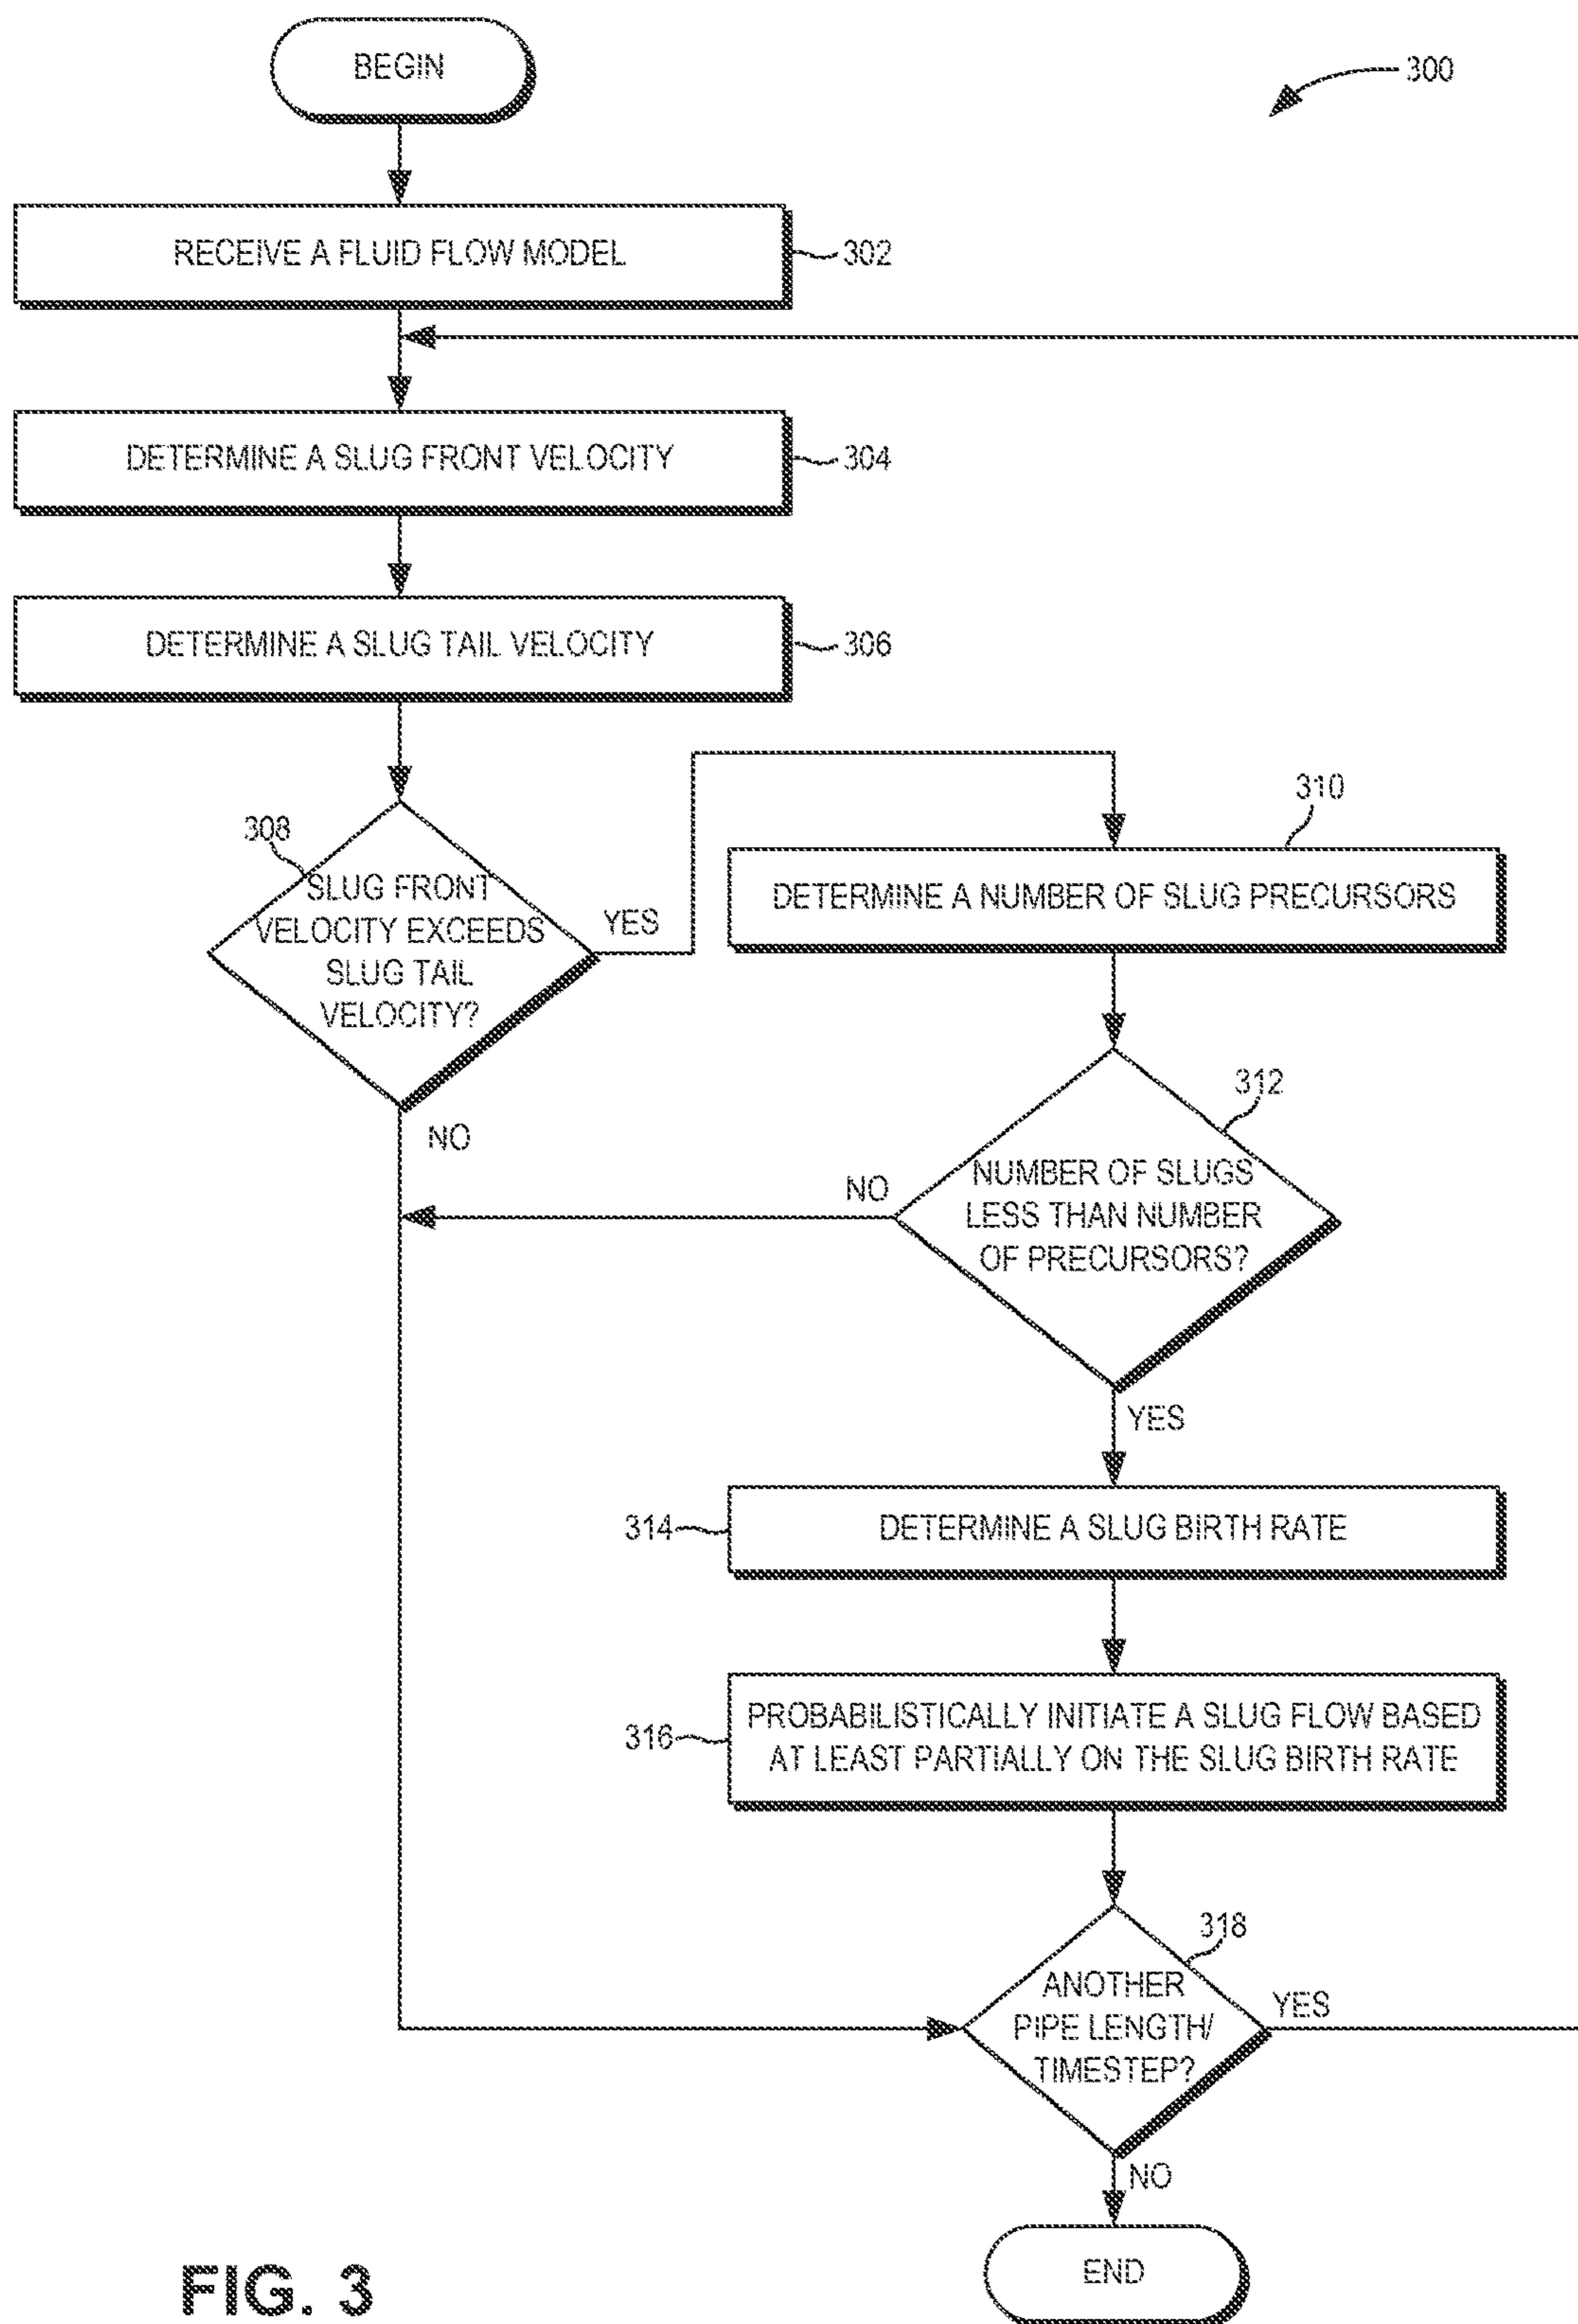 BEGIN
300
RECEIVE A FLUID FLOW MODEL
302
DETERMINE A SLUG FRONT VELOCITY
304
DETERMINE A SLUG TAIL VELOCITY
306
308
SLUG FRONT
VELOCITY EXCEEDS
SLUG TAIL
VELOCITY?
YES
NO
310
DETERMINE A NUMBER OF SLUG PRECURSORS
312
NUMBER OF SLUGS
LESS THAN NUMBER
OF PRECURSORS?
NO
YES
314
DETERMINE A SLUG BIRTH RATE
316
PROBABILISTICALLY INITIATE A SLUG FLOW BASED
AT LEAST PARTIALLY ON THE SLUG BIRTH RATE
318
ANOTHER
PIPE LENGTH/
TIMESTEP?
YES
NO
END
FIG. 3